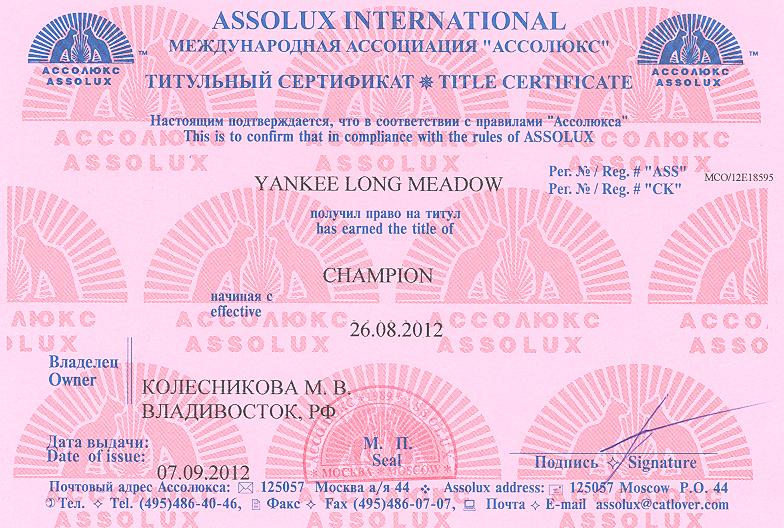 ASSOLUX INTERNATIONAL
МЕЖДУНАРОДНАЯ АССОЦИАЦИЯ "АССОЛЮКС"
АССОЛЮКС
ASSOLUX
TM
АССОЛЮКС
ASSOLUX
TM
ТИТУЛЬНЫЙ СЕРТИФИКАТ ✵ TITLE CERTIFICATE
Настоящим подтверждается, что в соответствии с правилами "Ассолюкса"
This is to confirm that in compliance with the rules of ASSOLUX
Рег. № / Reg. # "ASS" MCO/12E18595
Рег. № / Reg. # "CK"
YANKEE LONG MEADOW
получил право на титул
has earned the title of
CHAMPION
начиная с
effective
26.08.2012
Владелец
Owner
КОЛЕСНИКОВА М. В.
ВЛАДИВОСТОК, РФ
Дата выдачи:
Date of issue:
07.09.2012
М. П.
Seal
АССОЛЮКС ✵ 1989 ✵ ASSOLUX
✵ МОСКВА ✵ MOSCOW ✵
Подпись ✧ Signature
Почтовый адрес Ассолюкса: 125057 Москва а/я 44 ❖ Assolux address: 125057 Moscow P.O. 44
Тел. ✧ Tel. (495)486-40-46, Факс ✧ Fax (495)486-07-07, Почта ✧ E-mail assolux@catlover.com